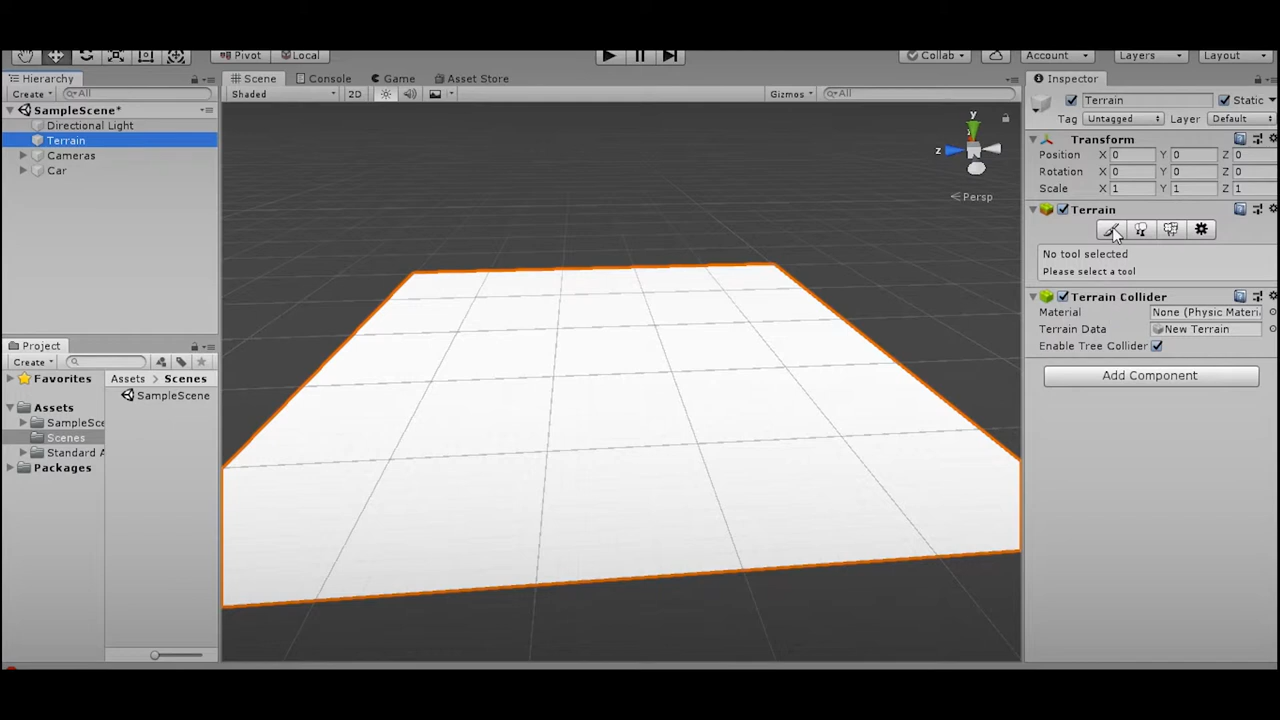 Pivot Local Collab Account Layers Layout
Hierarchy
Create All
SampleScene*
Directional Light
Terrain
Cameras
Car
Project
Create
Favorites
Assets
SampleSce
Scenes
Standard A
Packages
Assets Scenes
SampleScene
Scene Console Game Asset Store
Shaded 2D Gizmos All
y
z
Persp
Inspector
Terrain Static
Tag Untagged Layer Default
Transform
Position X 0 Y 0 Z 0
Rotation X 0 Y 0 Z 0
Scale X 1 Y 1 Z 1
Terrain
No tool selected
Please select a tool
Terrain Collider
Material None (Physic Materi
Terrain Data New Terrain
Enable Tree Collider
Add Component